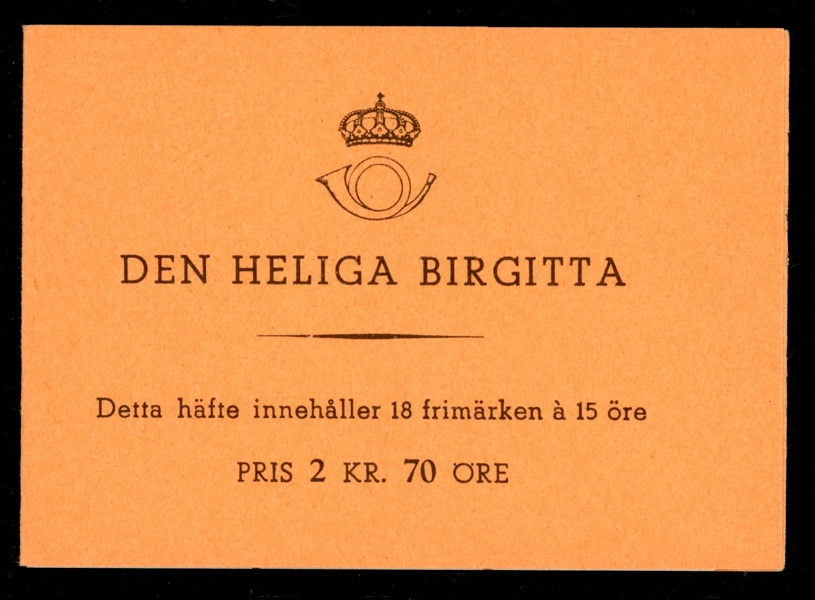 DEN HELIGA BIRGITTA
Detta häfte innehåller 18 frimärken à 15 öre
PRIS 2 KR. 70 ÖRE